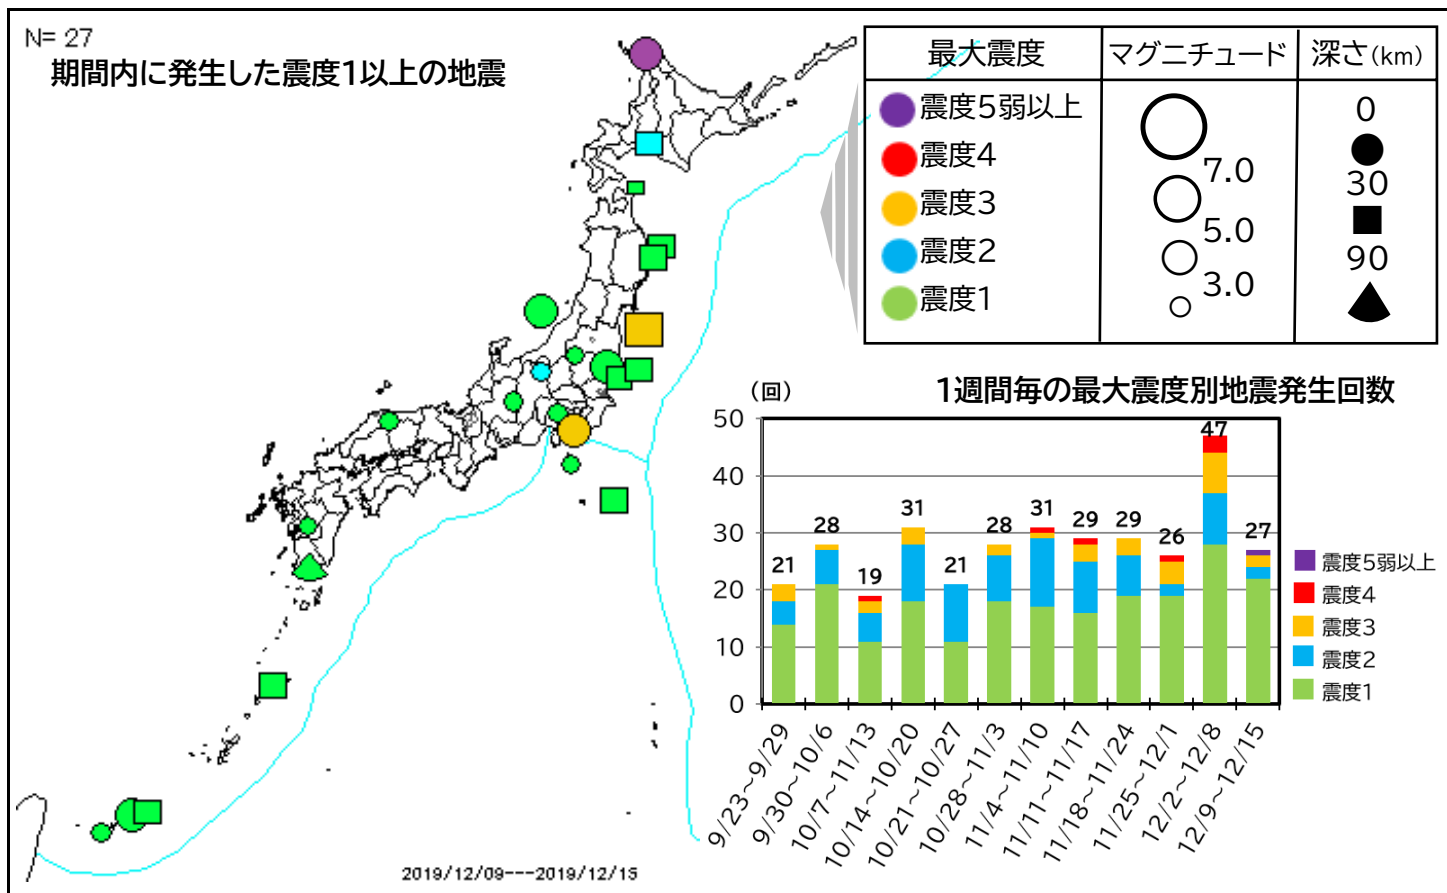 N= 27
期間内に発生した震度1以上の地震
最大震度 マグニチュード 深さ(km)
震度5弱以上
震度4
震度3
震度2
震度1
7.0
5.0
3.0
0
30
90
(回)
1週間毎の最大震度別地震発生回数
50
40
30
20
10
0
21
28
19
31
21
28
31
29
29
26
47
27
震度5弱以上
震度4
震度3
震度2
震度1
9/23~9/29
9/30~10/6
10/7~11/13
10/14~10/20
10/21~10/27
10/28~11/3
11/4~11/10
11/11~11/17
11/18~11/24
11/25~12/1
12/2~12/8
12/9~12/15
2019/12/09---2019/12/15